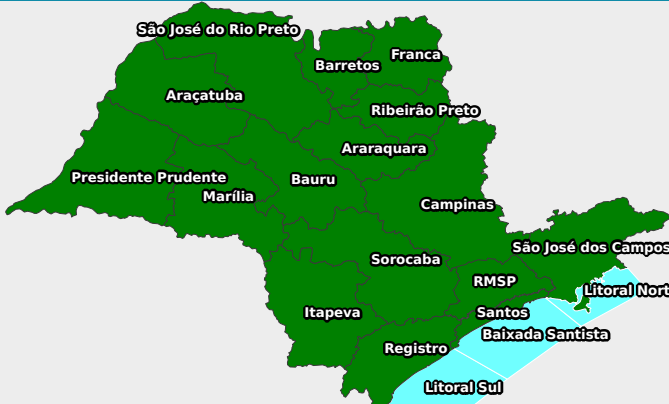 São José do Rio Preto
Franca
Barretos
Araçatuba
Ribeirão Preto
Araraquara
Presidente Prudente
Bauru
Marília
Campinas
São José dos Campos
Sorocaba
RMSP
Litoral Nort
Itapeva
Santos
Baixada Santista
Registro
Litoral Sul